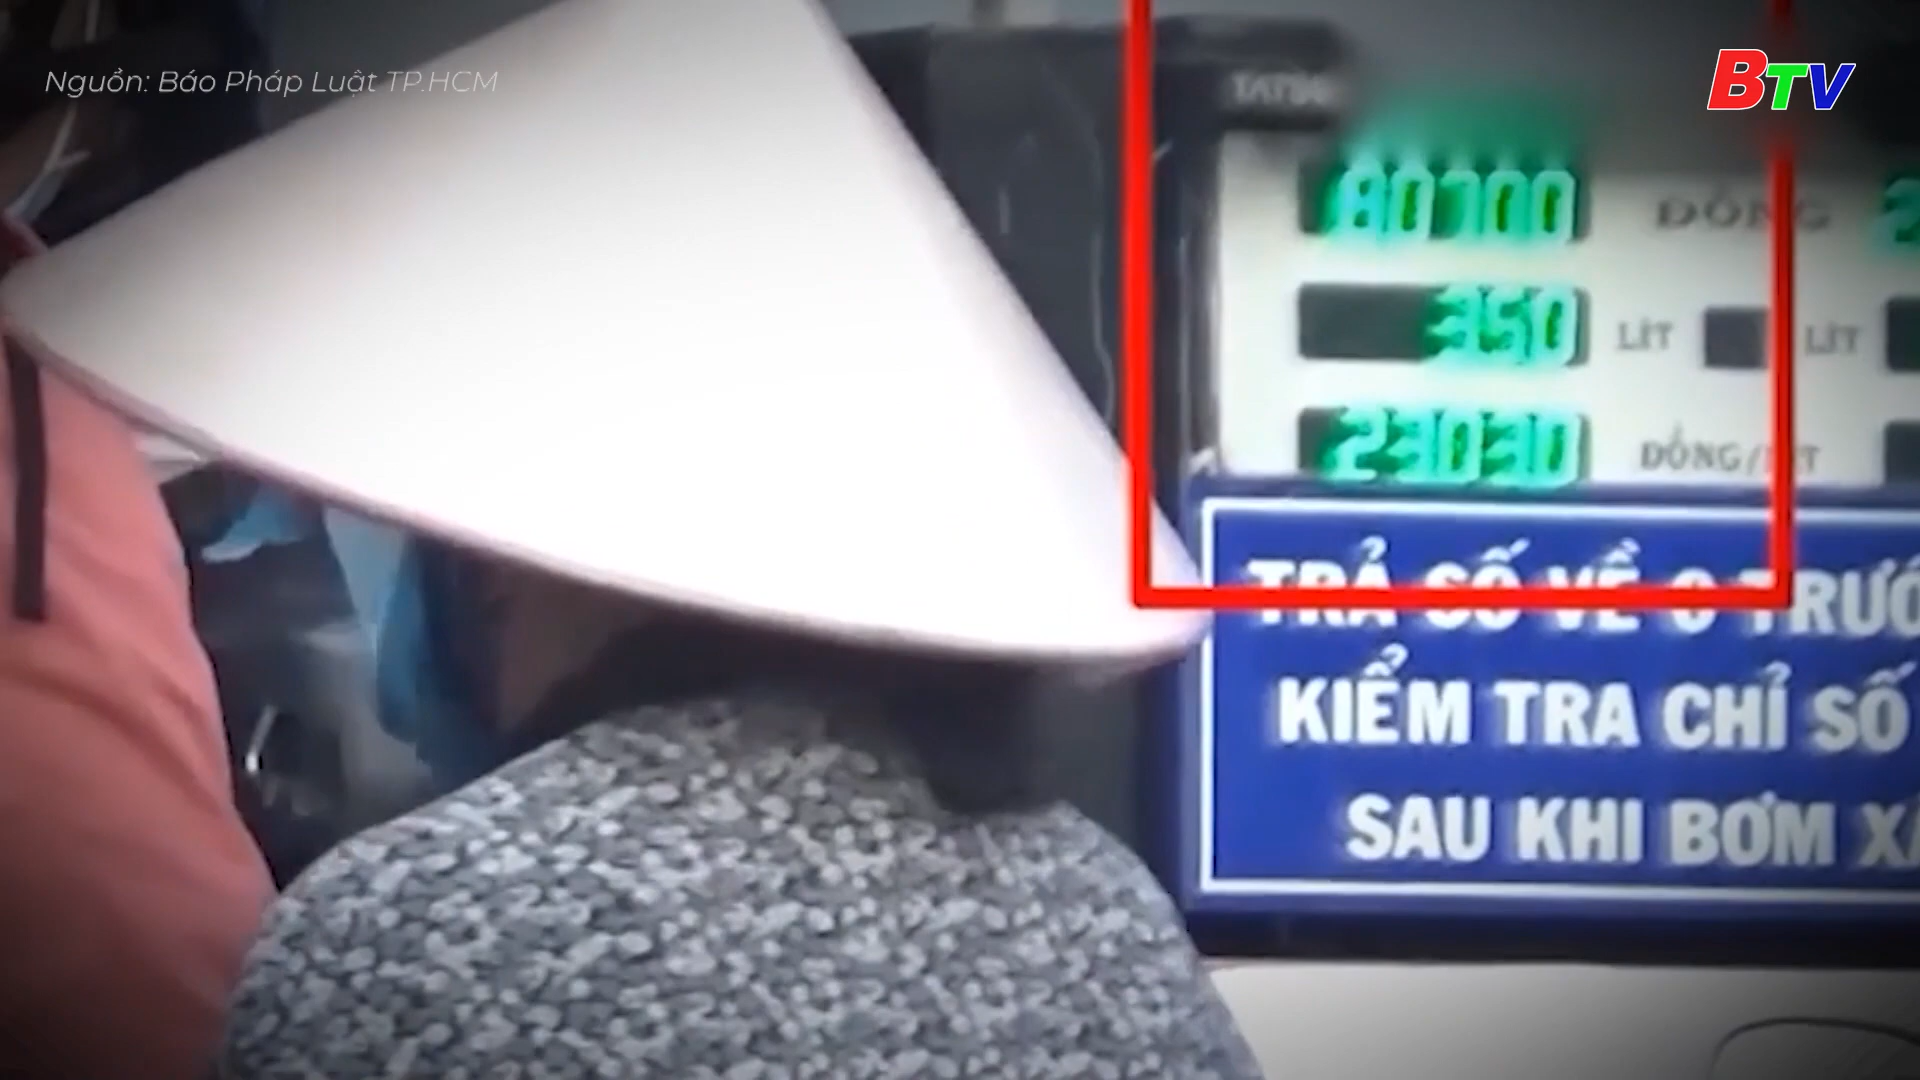 Nguồn: Báo Pháp Luật TP.HCM
BTV
80700 ĐỒNG
350 LÍT LÍT
23030 ĐỒNG/LÍT
TRẢ SỐ VỀ 0 TRƯỚ
KIỂM TRA CHỈ SỐ
SAU KHI BƠM XĂ